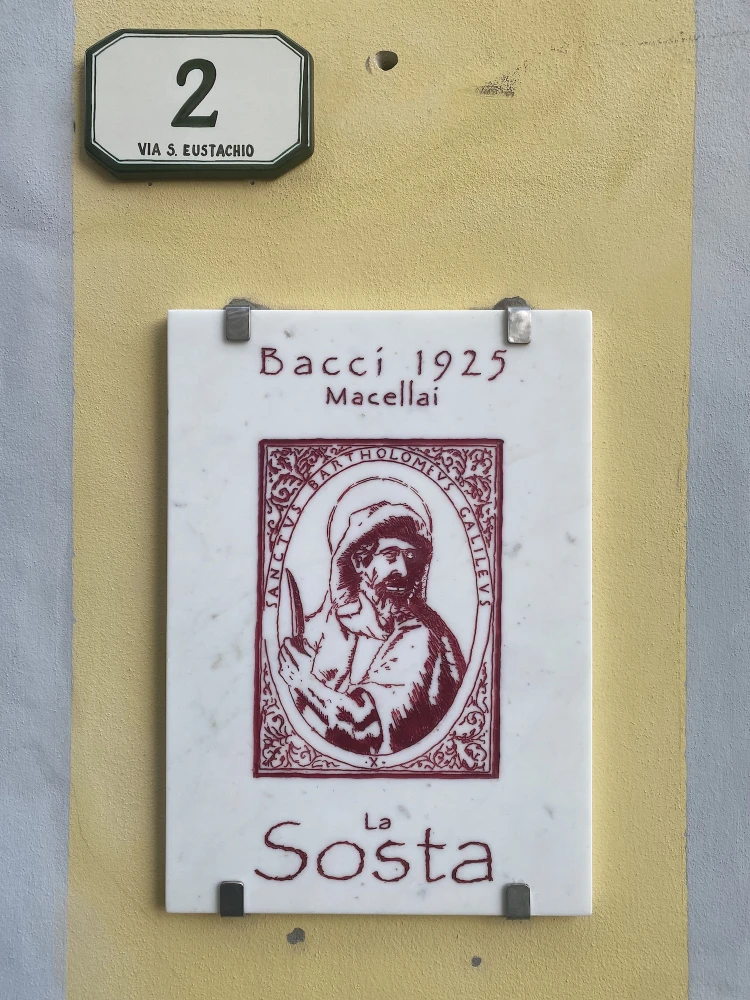 2
VIA S. EUSTACHIO
Bacci 1925
Macellai
SANCTVS BARTHOLOMEVS GALILEVS
·X·
La
Sosta